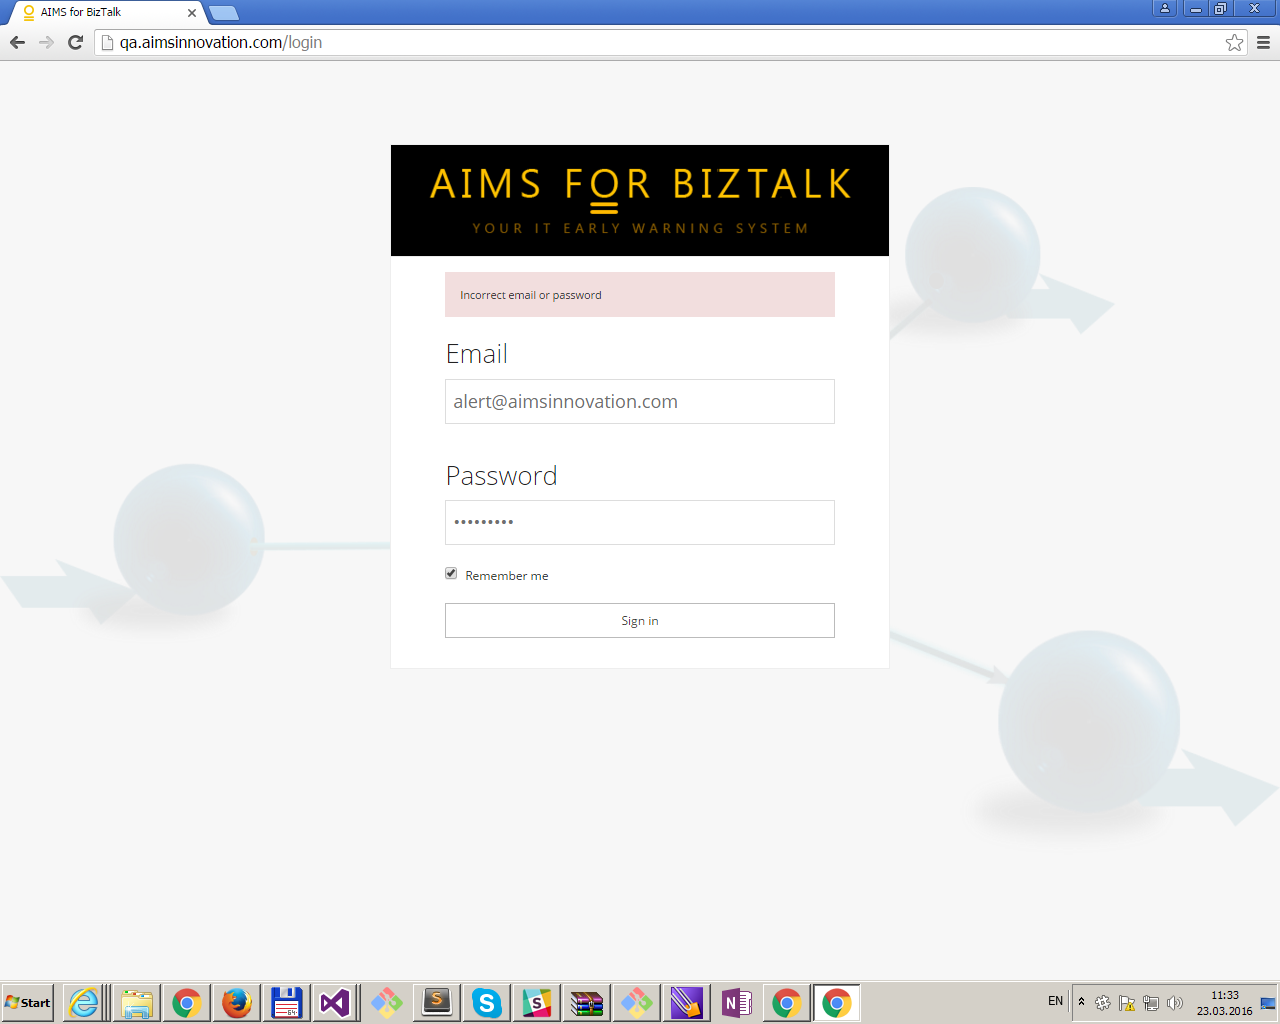 AIMS for BizTalk
qa.aimsinnovation.com/login
AIMS FOR BIZTALK
YOUR IT EARLY WARNING SYSTEM
Incorrect email or password
Email
alert@aimsinnovation.com
Password
•••••••••
Remember me
Sign in
Start
64
S
S
N
EN
11:33
23.03.2016